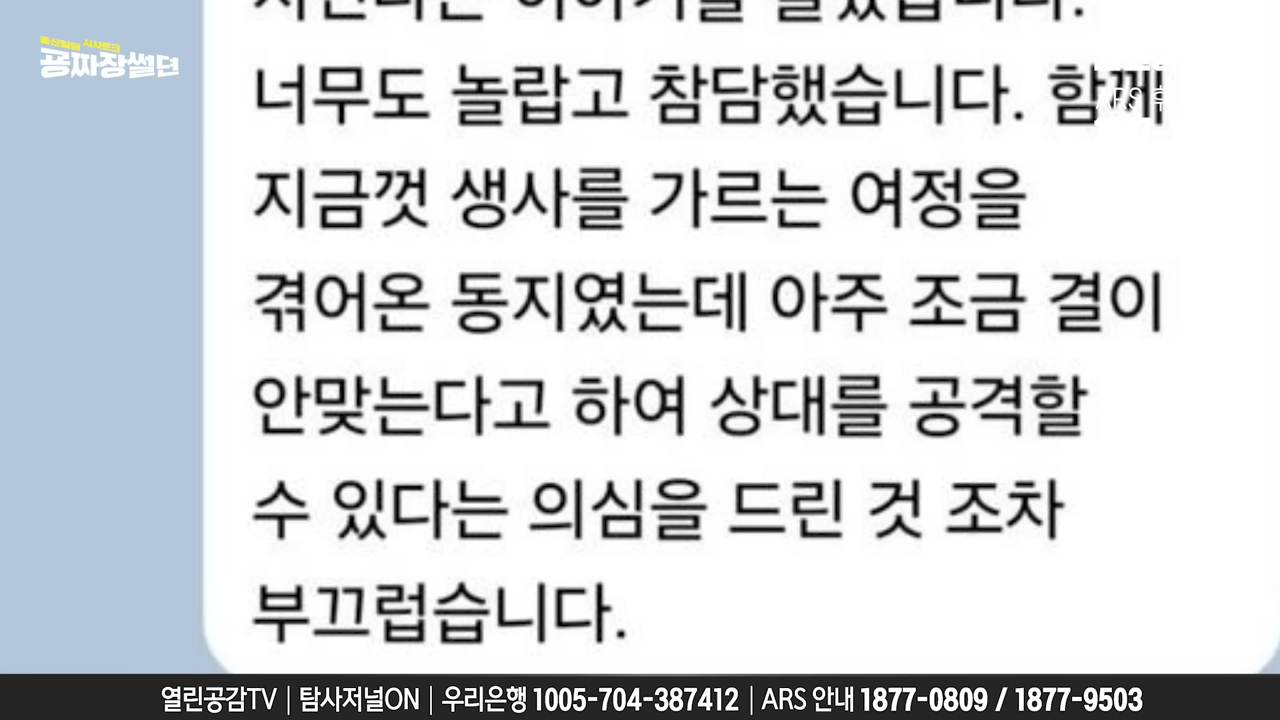 공짜장썰던
너무도 놀랍고 참담했습니다. 함께
지금껏 생사를 가르는 여정을
겪어온 동지였는데 아주 조금 결이
안맞는다고 하여 상대를 공격할
수 있다는 의심을 드린 것 조차
부끄럽습니다.
열린공감TV | 탐사저널ON | 우리은행 1005-704-387412 | ARS 안내 1877-0809 / 1877-9503